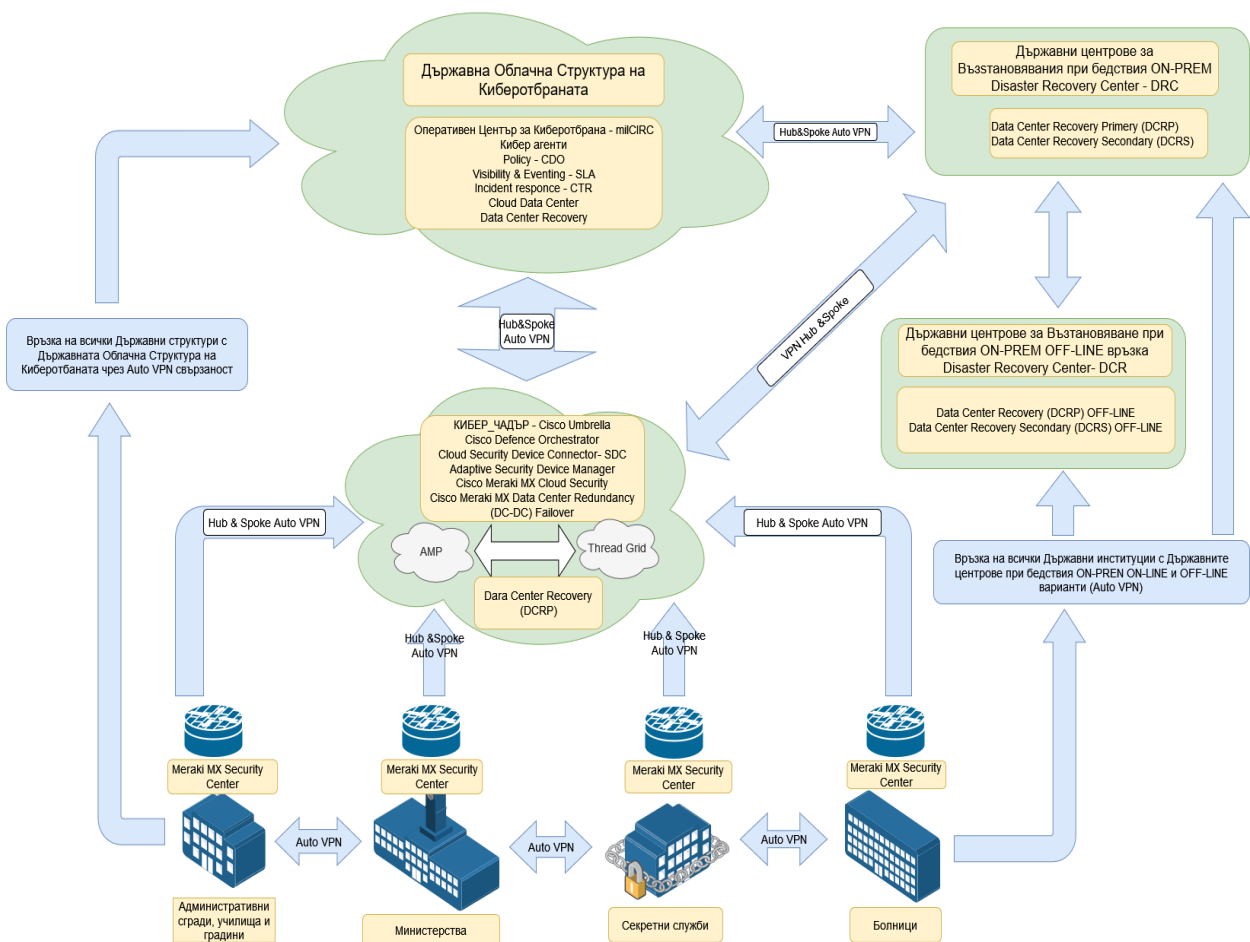 Държавна Облачна Структура на
Киберотбраната
Оперативен Център за Киберотбрана - milCIRC
Кибер агенти
Policy - CDO
Visibility & Eventing - SLA
Incident responce - CTR
Cloud Data Center
Data Center Recovery
Hub&Spoke Auto VPN
Държавни центрове за
Възстановявания при бедствия ON-PREM
Disaster Recovery Center - DRC
Data Center Recovery Primery (DCRP)
Data Center Recovery Secondary (DCRS)
Hub&Spoke
Auto VPN
VPN Hub &Spoke
Връзка на всички Държавни структури с
Държавната Облачна Структура на
Киберотбаната чрез Auto VPN свързаност
Държавни центрове за Възтановяване при
бедствия ON-PREM OFF-LINE връзка
Disaster Recovery Center- DCR
Data Center Recovery (DCRP) OFF-LINE
Data Center Recovery Secondary (DCRS) OFF-LINE
КИБЕР_ЧАДЪР - Cisco Umbrella
Cisco Defence Orchestrator
Cloud Security Device Connector- SDC
Adaptive Security Device Manager
Cisco Meraki MX Cloud Security
Cisco Meraki MX Data Center Redundancy
(DC-DC) Failover
AMP
Thread Grid
Dara Center Recovery
(DCRP)
Hub & Spoke Auto VPN
Hub & Spoke Auto VPN
Връзка на всички Държавни институции с Държавните
центрове при бедствия ON-PREN ON-LINE и OFF-LINE
варианти (Auto VPN)
Hub &Spoke
Auto VPN
Hub & Spoke
Auto VPN
Meraki MX Security
Center
Meraki MX Security
Center
Meraki MX Security
Center
Meraki MX Security
Center
Auto VPN
Auto VPN
Auto VPN
Административни
сгради, училища и
градини
Министерства
Секретни служби
Болници